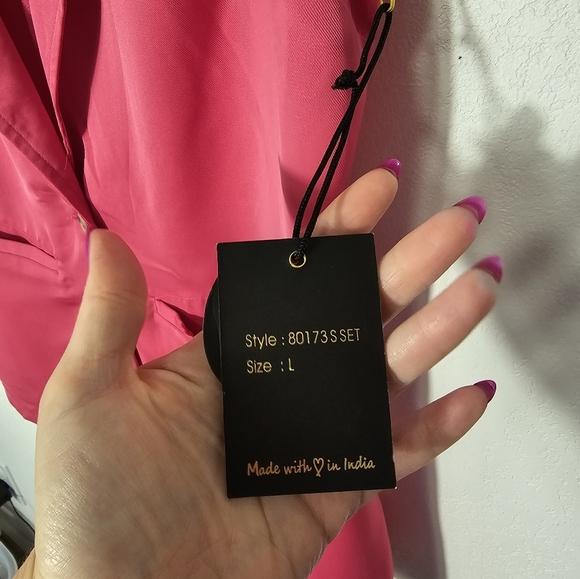 Style : 80173 S SET
Size : L
Made with ♡ in India